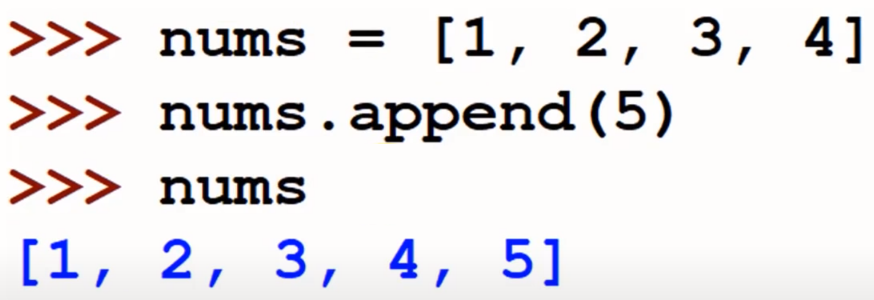 >>> nums = [1, 2, 3, 4]
>>> nums.append(5)
>>> nums
[1, 2, 3, 4, 5]